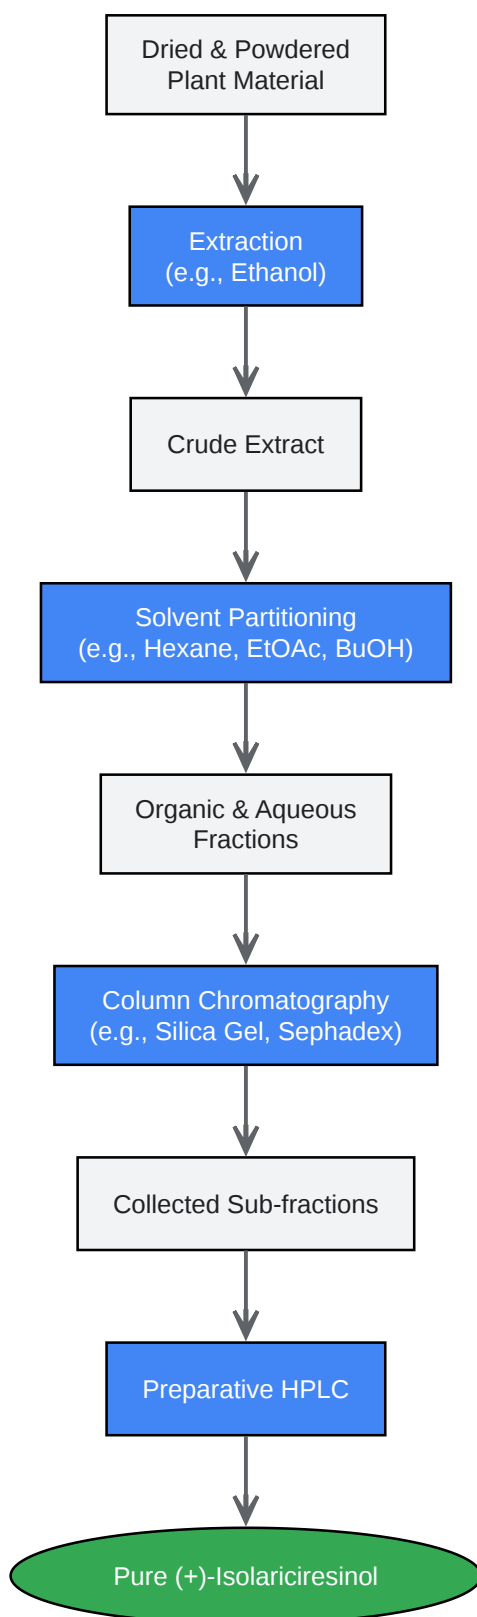 Dried & Powdered
Plant Material
Extraction
(e.g., Ethanol)
Crude Extract
Solvent Partitioning
(e.g., Hexane, EtOAc, BuOH)
Organic & Aqueous
Fractions
Column Chromatography
(e.g., Silica Gel, Sephadex)
Collected Sub-fractions
Preparative HPLC
Pure (+)-Isolariciresinol